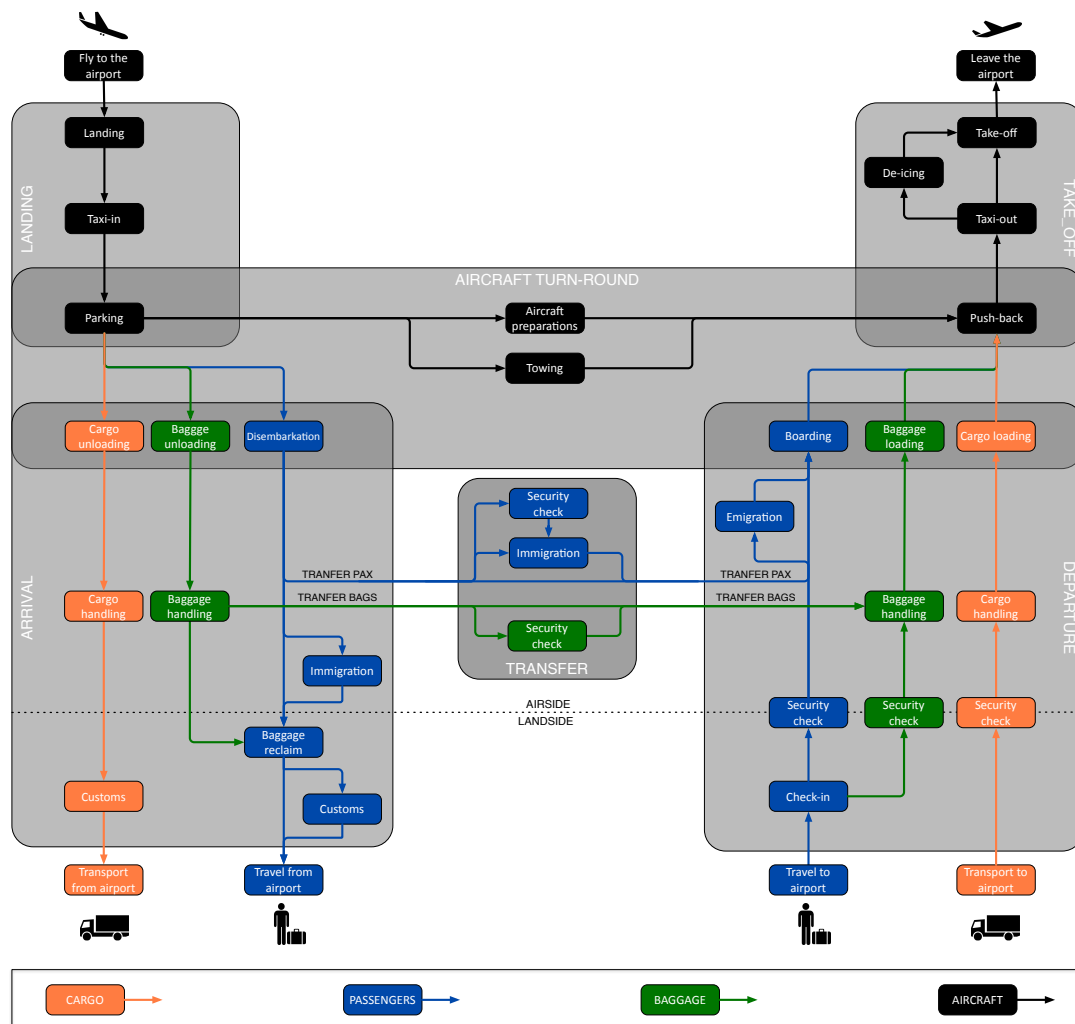 Fly to the
airport
Leave the
airport
Landing
Take-off
De-icing
Taxi-in
Taxi-out
LANDING
TAKE_OFF
AIRCRAFT TURN-ROUND
Parking
Aircraft
preparations
Push-back
Towing
Cargo
unloading
Baggge
unloading
Disembarkation
Boarding
Baggage
loading
Cargo loading
Security
check
Emigration
Immigration
TRANFER PAX
TRANFER PAX
ARRIVAL
DEPARTURE
Cargo
handling
Baggage
handling
TRANFER BAGS
TRANFER BAGS
Baggage
handling
Cargo
handling
Security
check
TRANSFER
Immigration
AIRSIDE
LANDSIDE
Security
check
Security
check
Security
check
Baggage
reclaim
Customs
Customs
Check-in
Transport
from airport
Travel from
airport
Travel to
airport
Transport to
airport
CARGO
PASSENGERS
BAGGAGE
AIRCRAFT